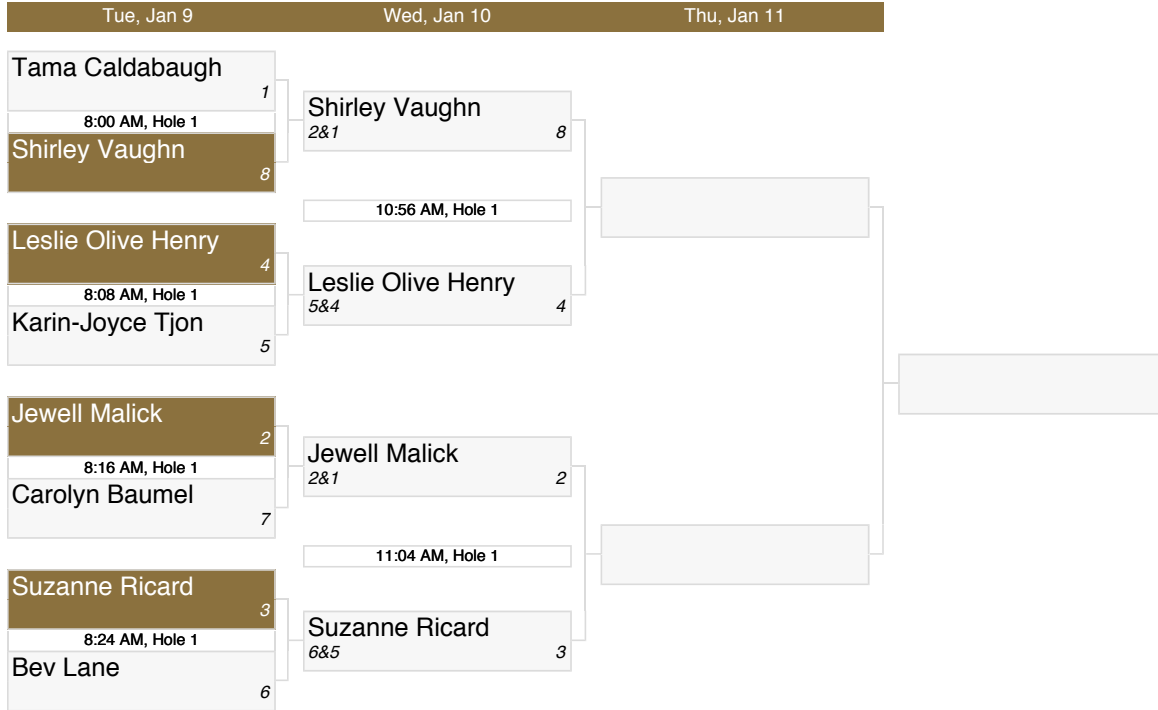 Tue, Jan 9
Wed, Jan 10
Thu, Jan 11
Tama Caldabaugh
1
8:00 AM, Hole 1
Shirley Vaughn
8
Leslie Olive Henry
4
8:08 AM, Hole 1
Karin-Joyce Tjon
5
Jewell Malick
2
8:16 AM, Hole 1
Carolyn Baumel
7
Suzanne Ricard
3
8:24 AM, Hole 1
Bev Lane
6
Shirley Vaughn
2&1 8
10:56 AM, Hole 1
Leslie Olive Henry
5&4 4
Jewell Malick
2&1 2
11:04 AM, Hole 1
Suzanne Ricard
6&5 3